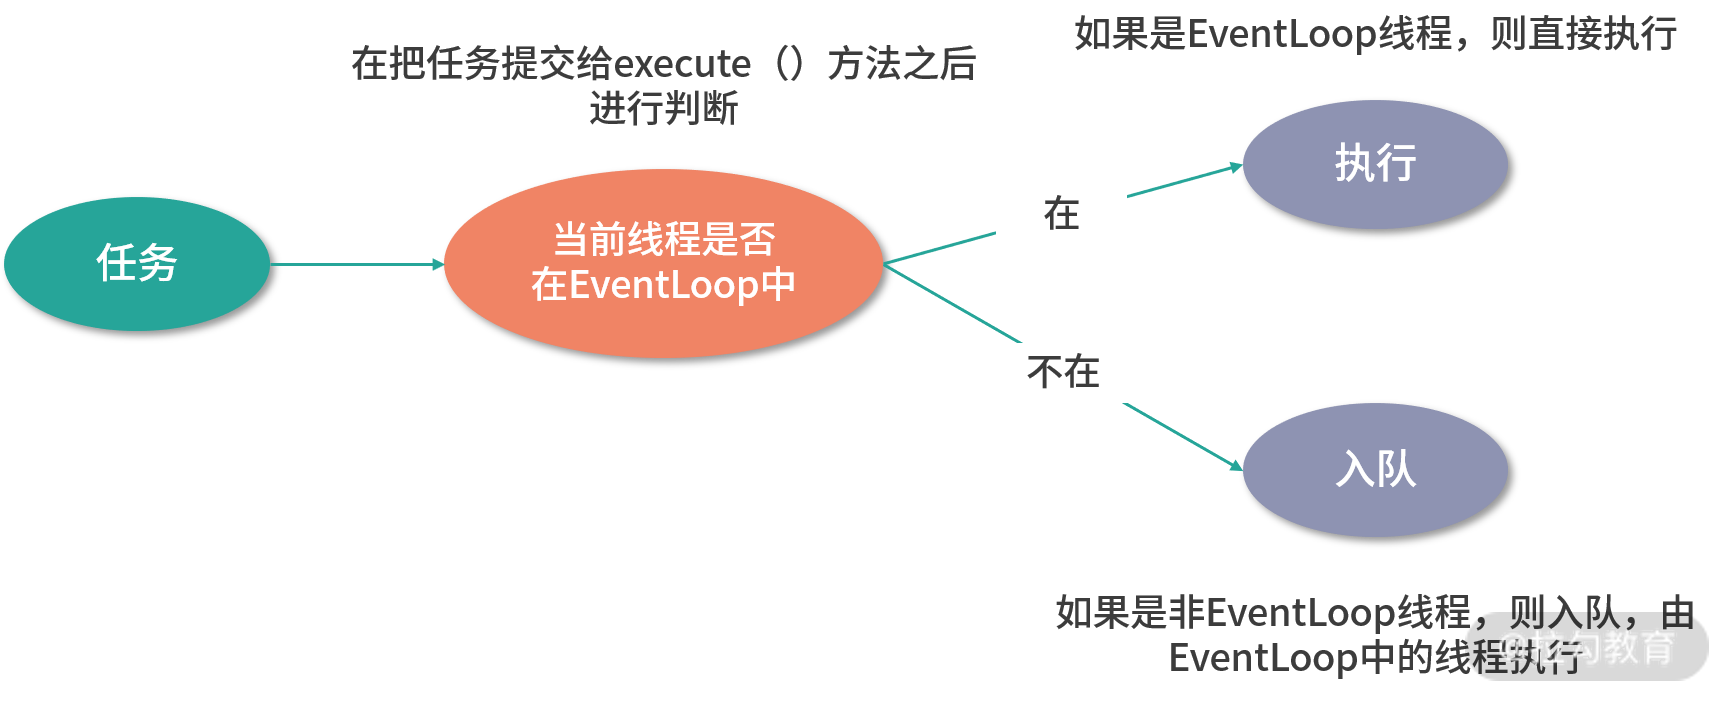 在把任务提交给execute（）方法之后
进行判断
如果是EventLoop线程，则直接执行
任务
当前线程是否
在EventLoop中
在
执行
不在
入队
如果是非EventLoop线程，则入队，由
EventLoop中的线程执行
@拉勾教育